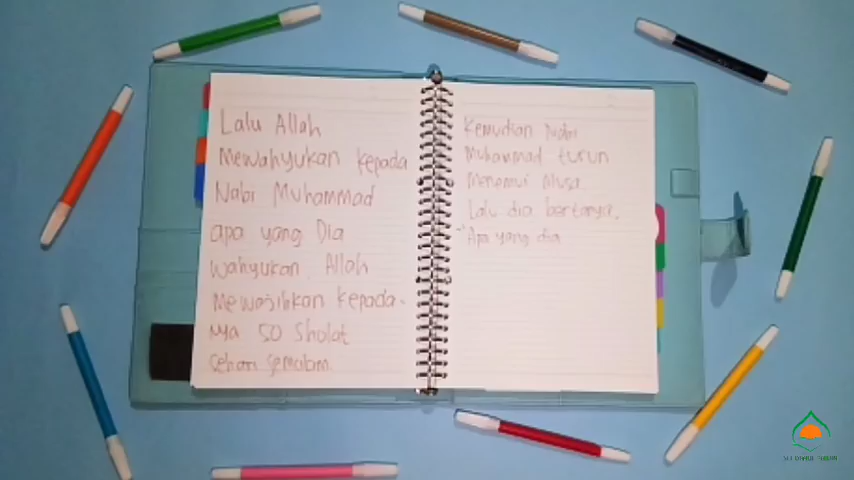 Lalu Allah
Mewahyukan kepada
Nabi Muhammad
apa yang Dia
wahyukan. Allah
mewajibkan kepada-
nya 50 Sholat
sehari semalam.
Kemudian Nabi
Muhammad turun
Menemui Musa.
Lalu dia bertanya,
"Apa yang dia